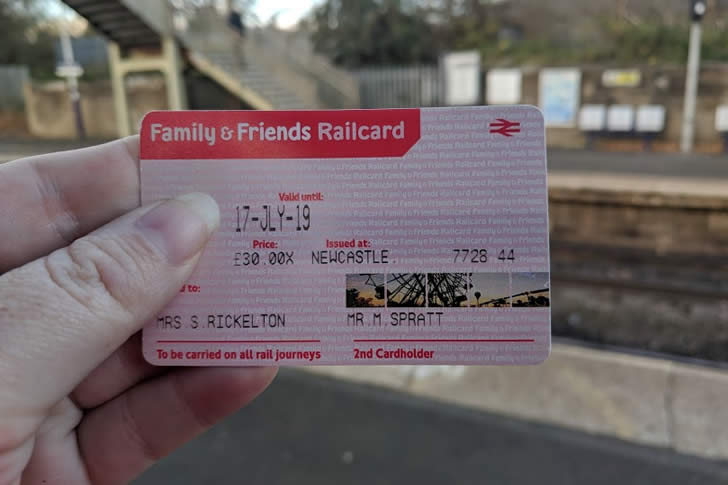 Family & Friends Railcard
Valid until:
17-JLY-19
Price: Issued at:
£30.00X NEWCASTLE. 7728 44
d to:
MRS.S.RICKELTON MR.M.SPRATT
To be carried on all rail journeys 2nd Cardholder